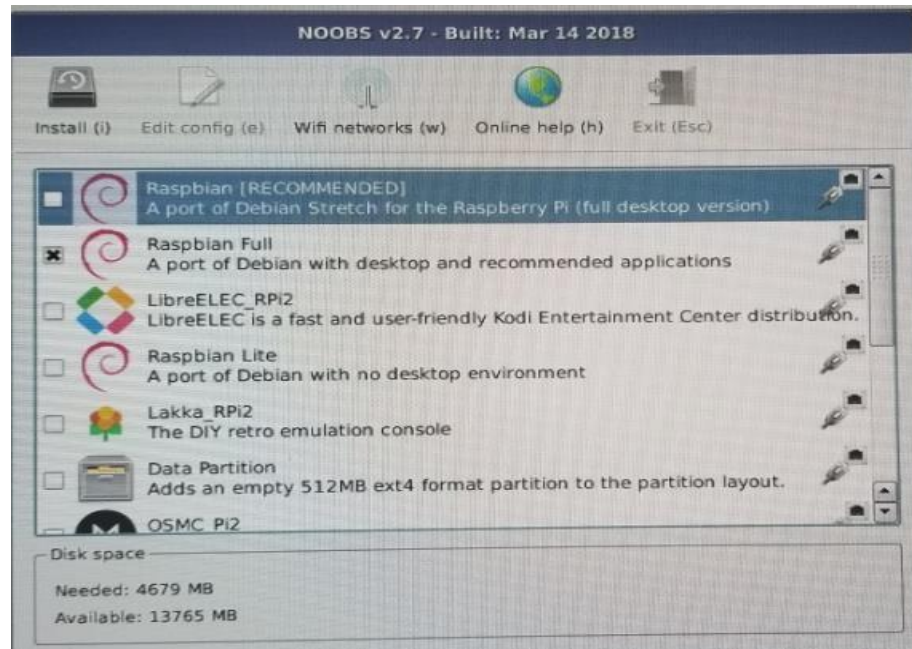 NOOBS v2.7 - Built: Mar 14 2018
Install (i) Edit config (e) Wifi networks (w) Online help (h) Exit (Esc)
Raspbian [RECOMMENDED]
A port of Debian Stretch for the Raspberry Pi (full desktop version)
Raspbian Full
A port of Debian with desktop and recommended applications
LibreELEC_RPi2
LibreELEC is a fast and user-friendly Kodi Entertainment Center distribution.
Raspbian Lite
A port of Debian with no desktop environment
Lakka_RPi2
The DIY retro emulation console
Data Partition
Adds an empty 512MB ext4 format partition to the partition layout.
OSMC_Pi2
Disk space
Needed: 4679 MB
Available: 13765 MB